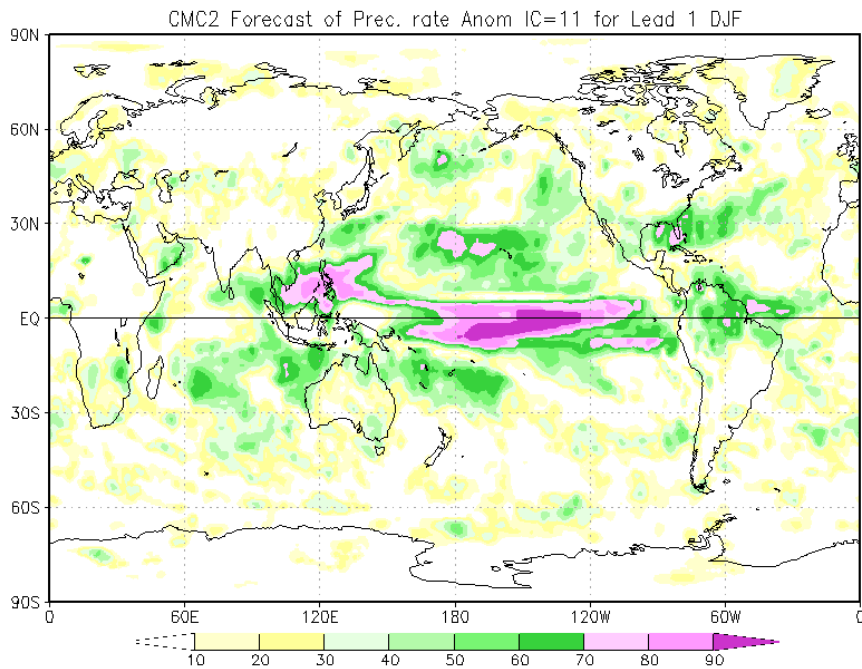 CMC2 Forecast of Prec. rate Anom IC=11 for Lead 1 DJF
90N
60N
30N
EQ
30S
60S
90S
0 60E 120E 180 120W 60W 0
10 20 30 40 50 60 70 80 90